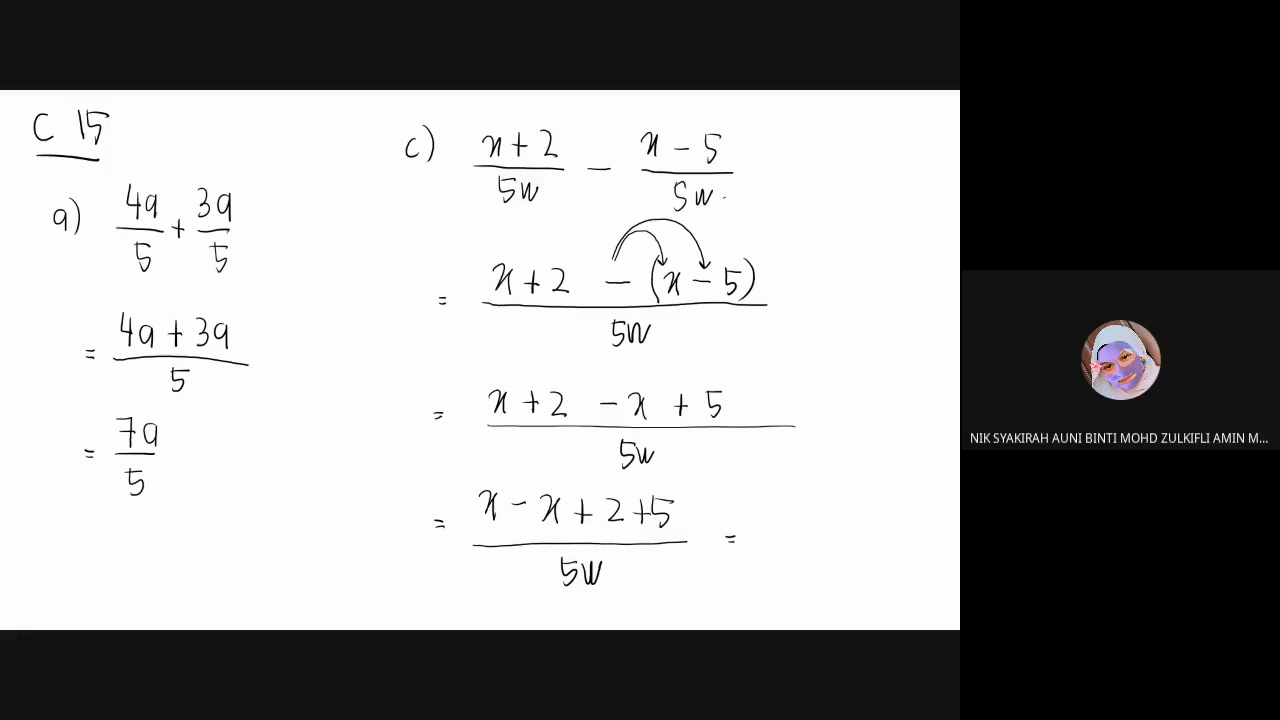 C 15
a) 4a/5 + 3a/5
= (4a + 3a)/5
= 7a/5
c) (x + 2)/5w - (x - 5)/5w.
= (x + 2 - (x - 5))/5w
= (x + 2 - x + 5)/5w
= (x - x + 2 + 5)/5w =
NIK SYAKIRAH AUNI BINTI MOHD ZULKIFLI AMIN M...